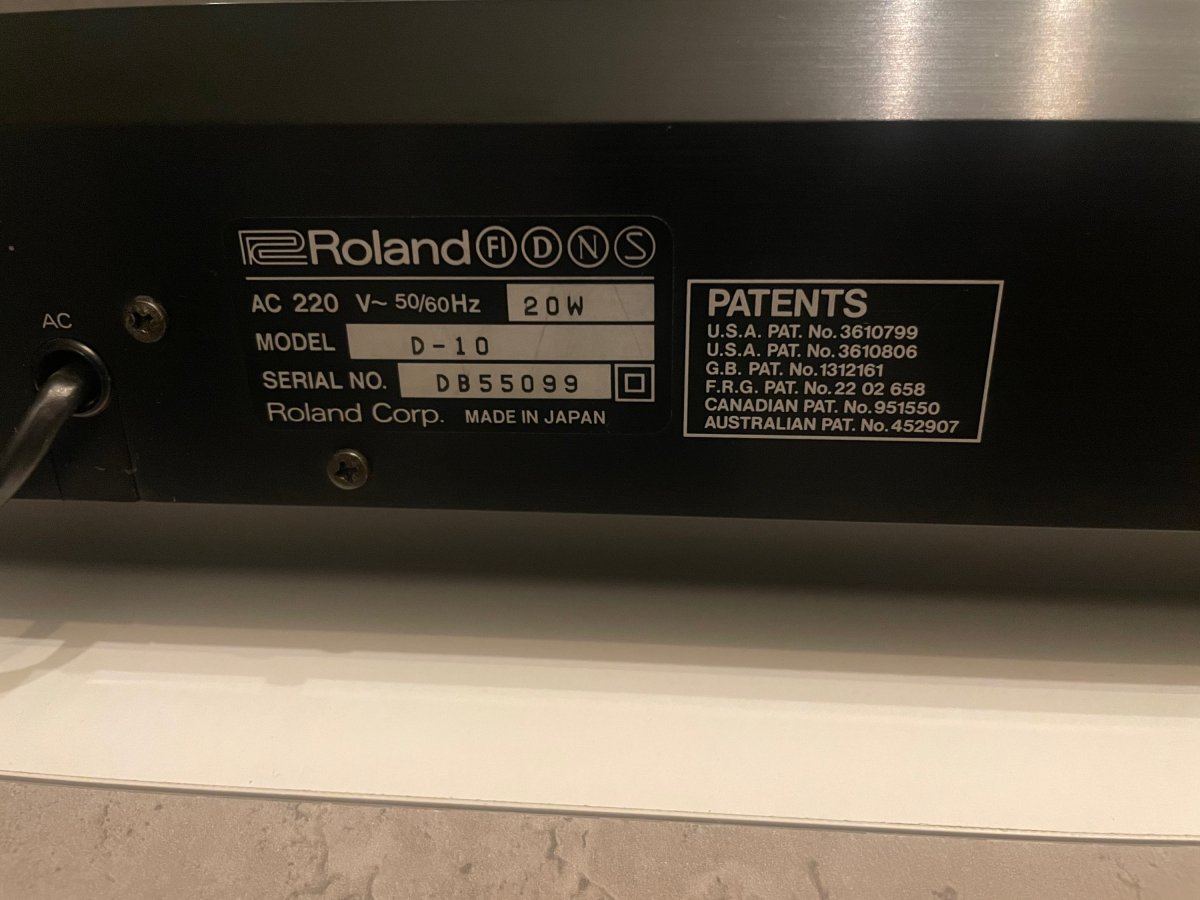 AC
Roland FI D N S
AC 220 V~ 50/60Hz 20W
MODEL D-10
SERIAL NO. DB55099
Roland Corp. MADE IN JAPAN
PATENTS
U.S.A. PAT. No.3610799
U.S.A. PAT. No.3610806
G.B. PAT. No.1312161
F.R.G. PAT. No.22 02 658
CANADIAN PAT. No.951550
AUSTRALIAN PAT. No.452907